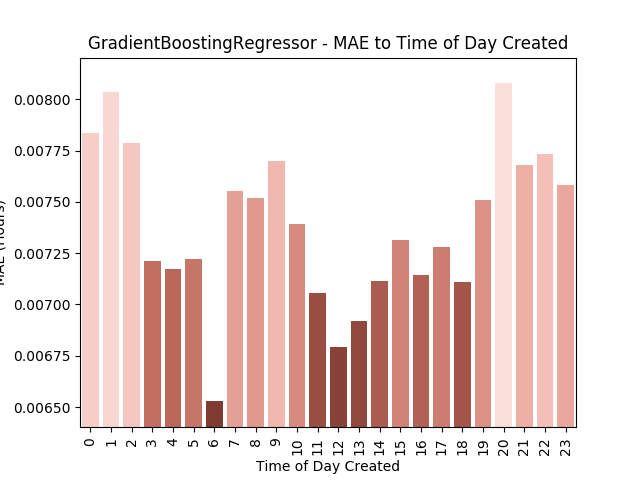 GradientBoostingRegressor - MAE to Time of Day Created
0.00800
0.00775
0.00750
0.00725
0.00700
0.00675
0.00650
MAE (Hours)
0 1 2 3 4 5 6 7 8 9 10 11 12 13 14 15 16 17 18 19 20 21 22 23
Time of Day Created